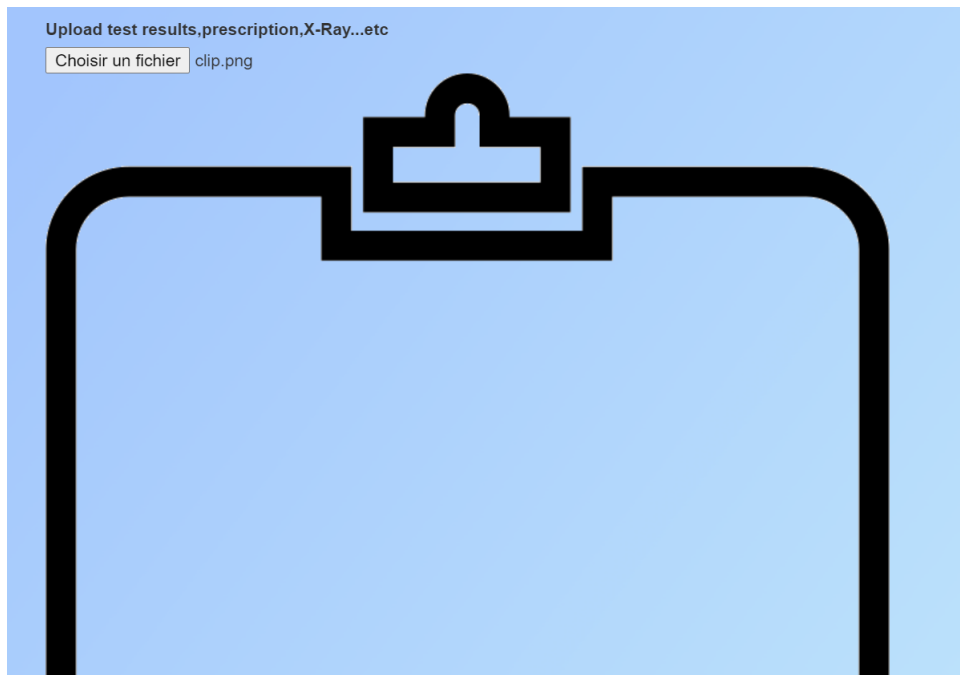 Upload test results,prescription,X-Ray...etc
Choisir un fichier clip.png